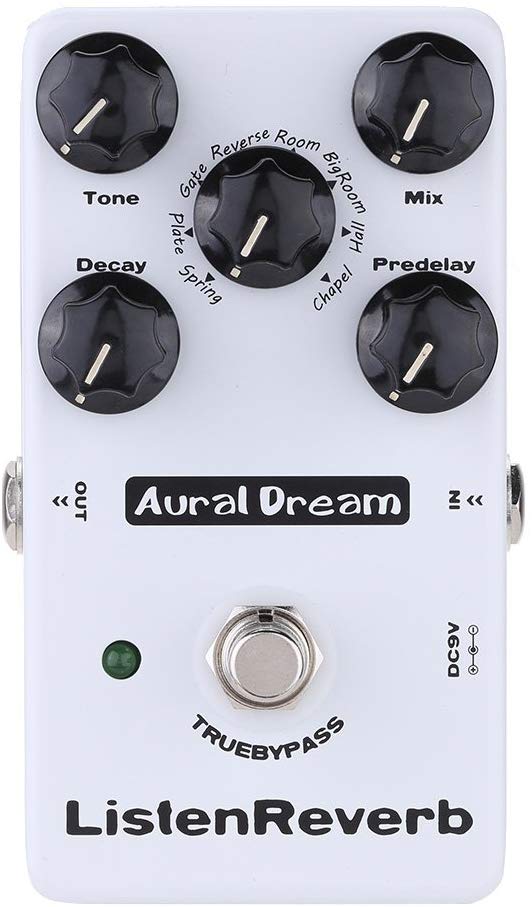 Tone
Mix
Spring
Plate
Gate
Reverse
Room
BigRoom
Hall
Chapel
Decay
Predelay
OUT »
IN »
Aural Dream
DC9V
TRUEBYPASS
ListenReverb